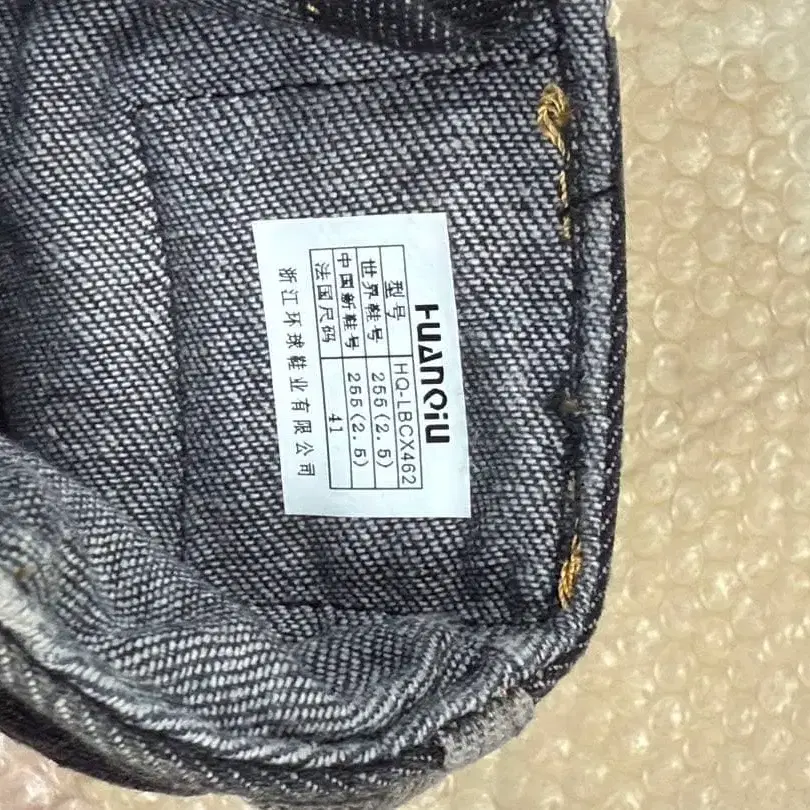 HUANQIU
型号 HQ-LBCX462
世界鞋号 255(2.5)
中国新鞋号 255(2.5)
法国尺码 41
浙江环球鞋业有限公司